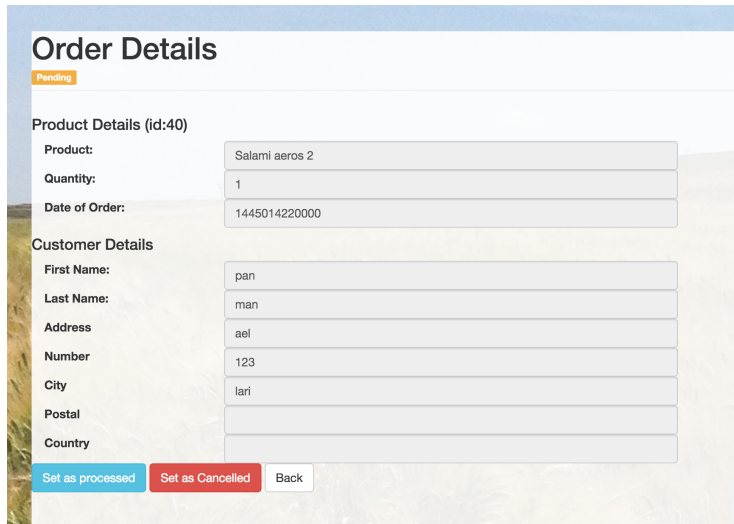 Order Details
Pending
Product Details (id:40)
Product: Salami aeros 2
Quantity: 1
Date of Order: 1445014220000
Customer Details
First Name: pan
Last Name: man
Address ael
Number 123
City lari
Postal
Country
Set as processed Set as Cancelled Back